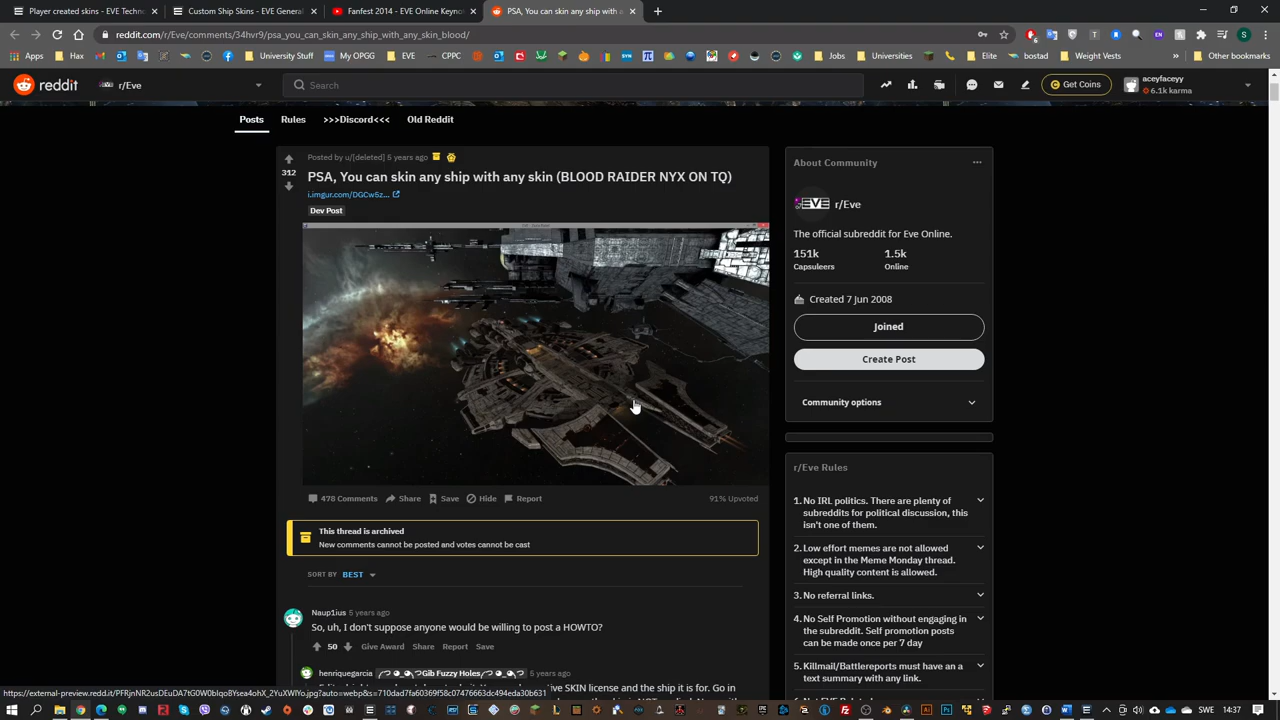 Player created skins - EVE Techno
Custom Ship Skins - EVE General
Fanfest 2014 - EVE Online Keynot
PSA, You can skin any ship with a
reddit.com/r/Eve/comments/34hvr9/psa_you_can_skin_any_ship_with_any_skin_blood/
Apps
Kunskap
University Stuff
My OPGG
EVE
CPPC
Jobb
Universities
booned
Weight Vests
Other bookmarks
reddit
r/Eve
Search
Get Coins
aceyfaceyy
6.1k karma
Posts
Rules
>>>Discord<<<
Old Reddit
312
Posted by u/[deleted] 5 years ago
PSA, You can skin any ship with any skin (BLOOD RAIDER NYX ON TQ)
i.imgur.com/DGCw5z...
Dev Post
478 Comments
Share
Save
Hide
Report
91% Upvoted
This thread is archived
New comments cannot be posted and votes cannot be cast
SORT BY BEST
Naup1ius 5 years ago
So, uh, I don't suppose anyone would be willing to post a HOWTO?
50
Give Award
Share
Report
Save
henriquegarcia
Gib Fuzzy Holes
5 years ago
ive SKIN license and the ship it is for. Go in
About Community
r/Eve
The official subreddit for Eve Online.
151k
1.5k
Capsuleers
Online
Created 7 Jun 2008
Joined
Create Post
Community options
r/Eve Rules
1. No IRL politics. There are plenty of
subreddits for political discussion, this
isn't one of them.
2. Low effort memes are not allowed
except in the Meme Monday thread.
High quality content is allowed.
3. No referral links.
4. No Self Promotion without engaging in
the subreddit. Self promotion posts
can be made once per 7 day
5. Killmail/Battlereports must have an a
text summary with any link.
SWE
14:37